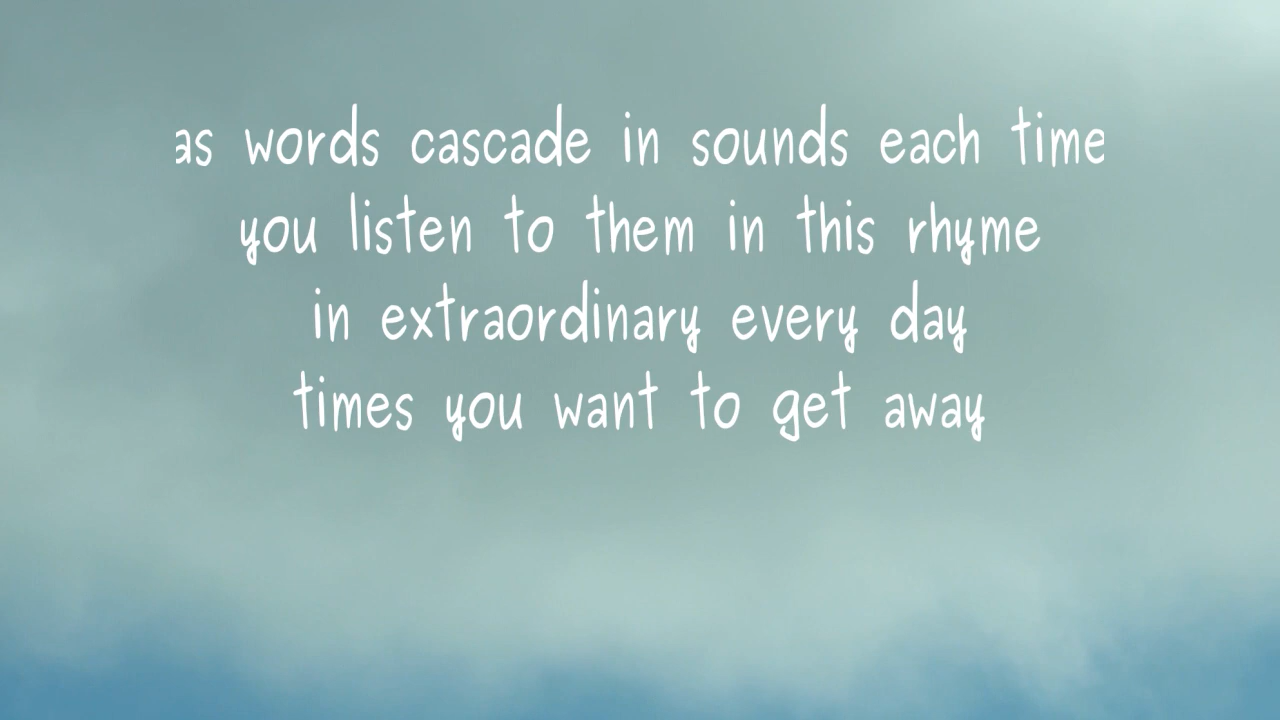 as words cascade in sounds each time
you listen to them in this rhyme
in extraordinary every day
times you want to get away